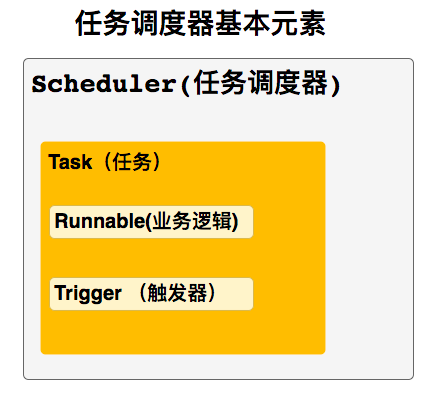 任务调度器基本元素
Scheduler(任务调度器)
Task（任务）
Runnable(业务逻辑)
Trigger （触发器）